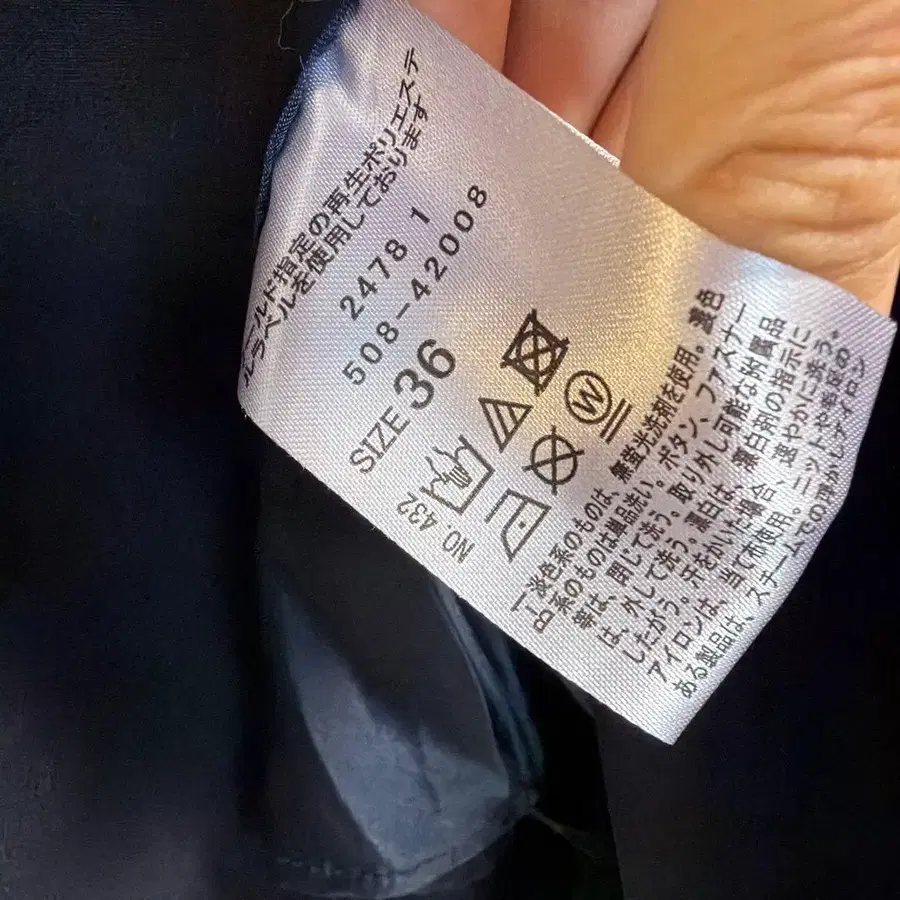 ールド指定の再生ポリエステ
ルラベルを使用しております
2478 1
508-42008
SIZE 36
W
NO. 432
淡色系のものは、無蛍光洗剤を使用。濃色
系のものは単品洗い。ボタン、ファスナー
等は、閉じて洗う。取り外し可能な附属品
は、外して洗う。漂白は、漂白剤の指示に
したがう。汗をかいた場合、速やかに洗う。
アイロンは、当て布使用。ニットや毛足の
ある製品は、スチームでの浮かしアイロン